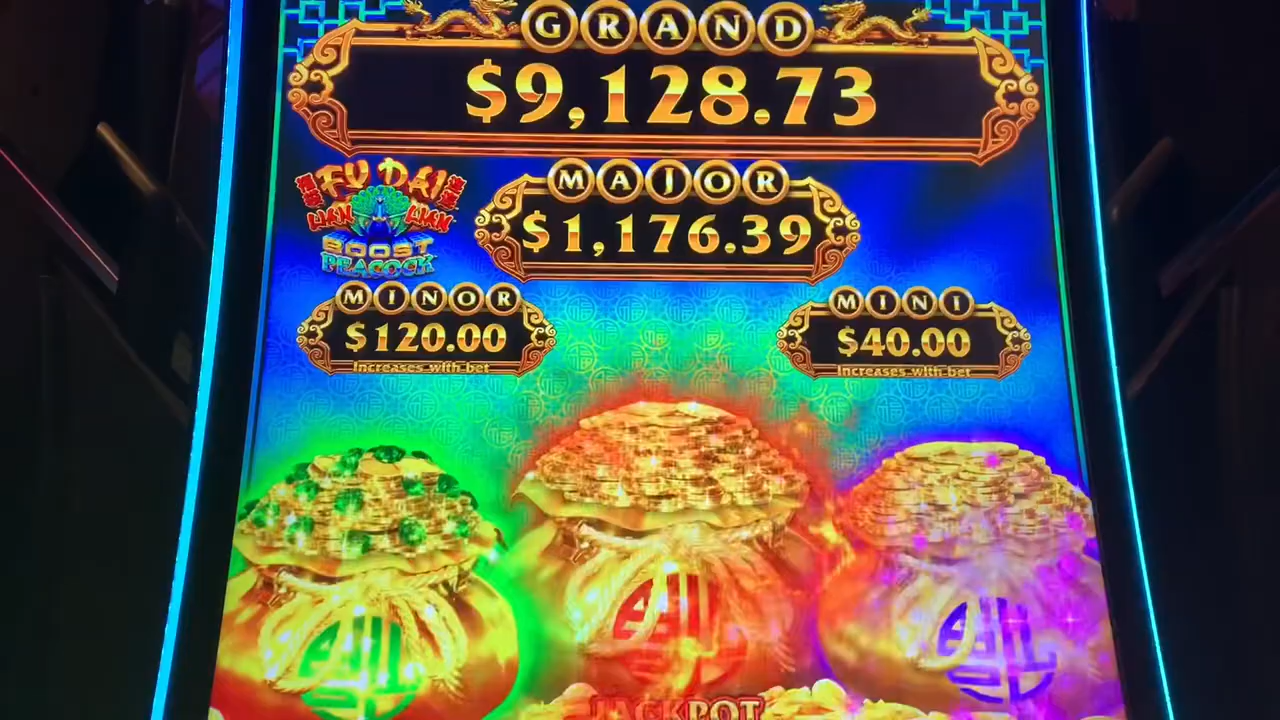 GRAND
$9,128.73
FU DAI
LIAN LIAN
BOOST
PEACOCK
MAJOR
$1,176.39
MINOR
$120.00
Increases with bet
MINI
$40.00
Increases with bet
JACKPOT